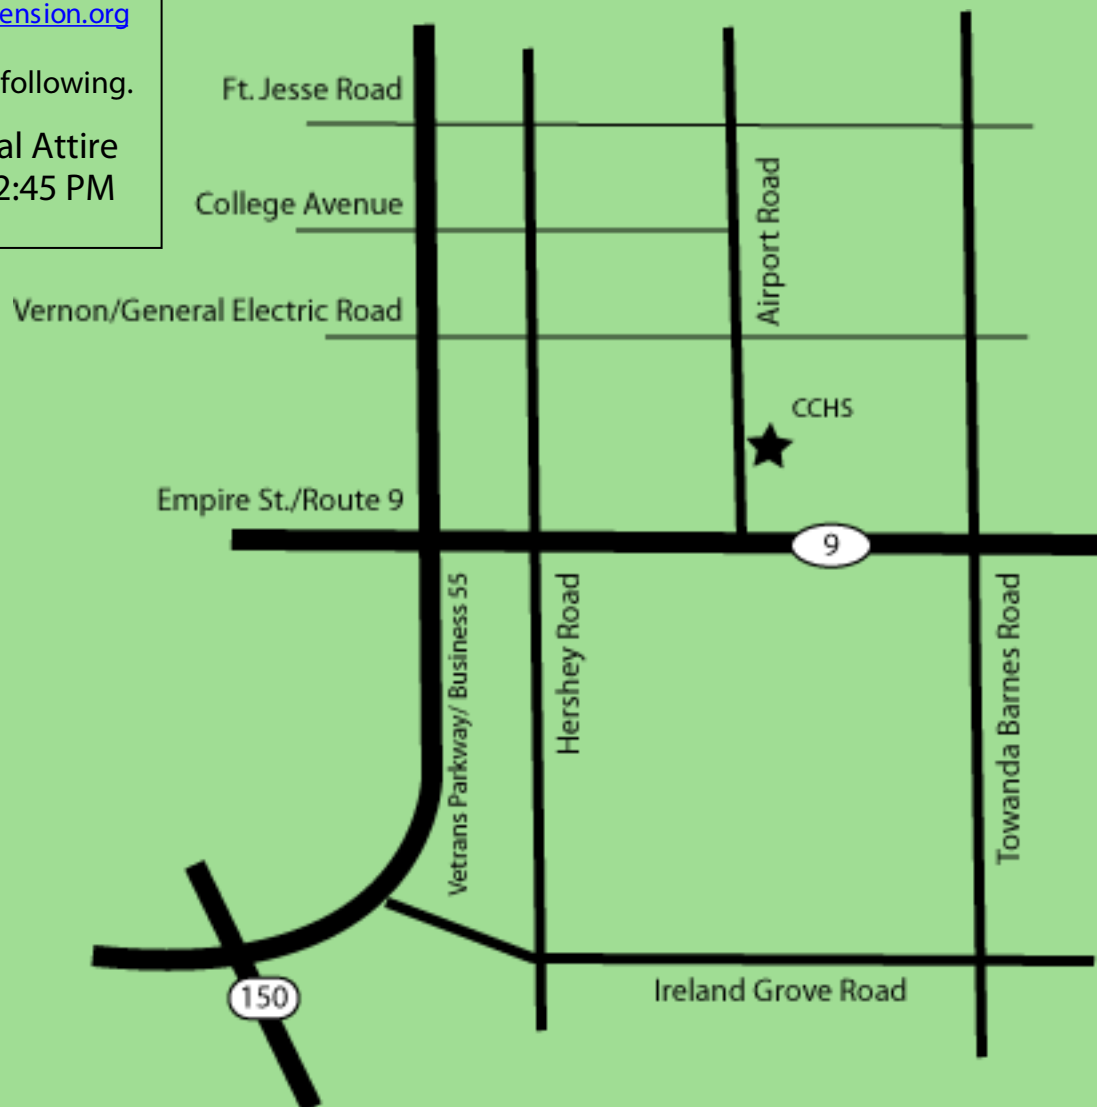 ension.org
following.
al Attire
2:45 PM
Ft. Jesse Road
College Avenue
Airport Road
Vernon/General Electric Road
CCHS
Empire St./Route 9
9
Vetrans Parkway/ Business 55
Hershey Road
Towanda Barnes Road
Ireland Grove Road
150